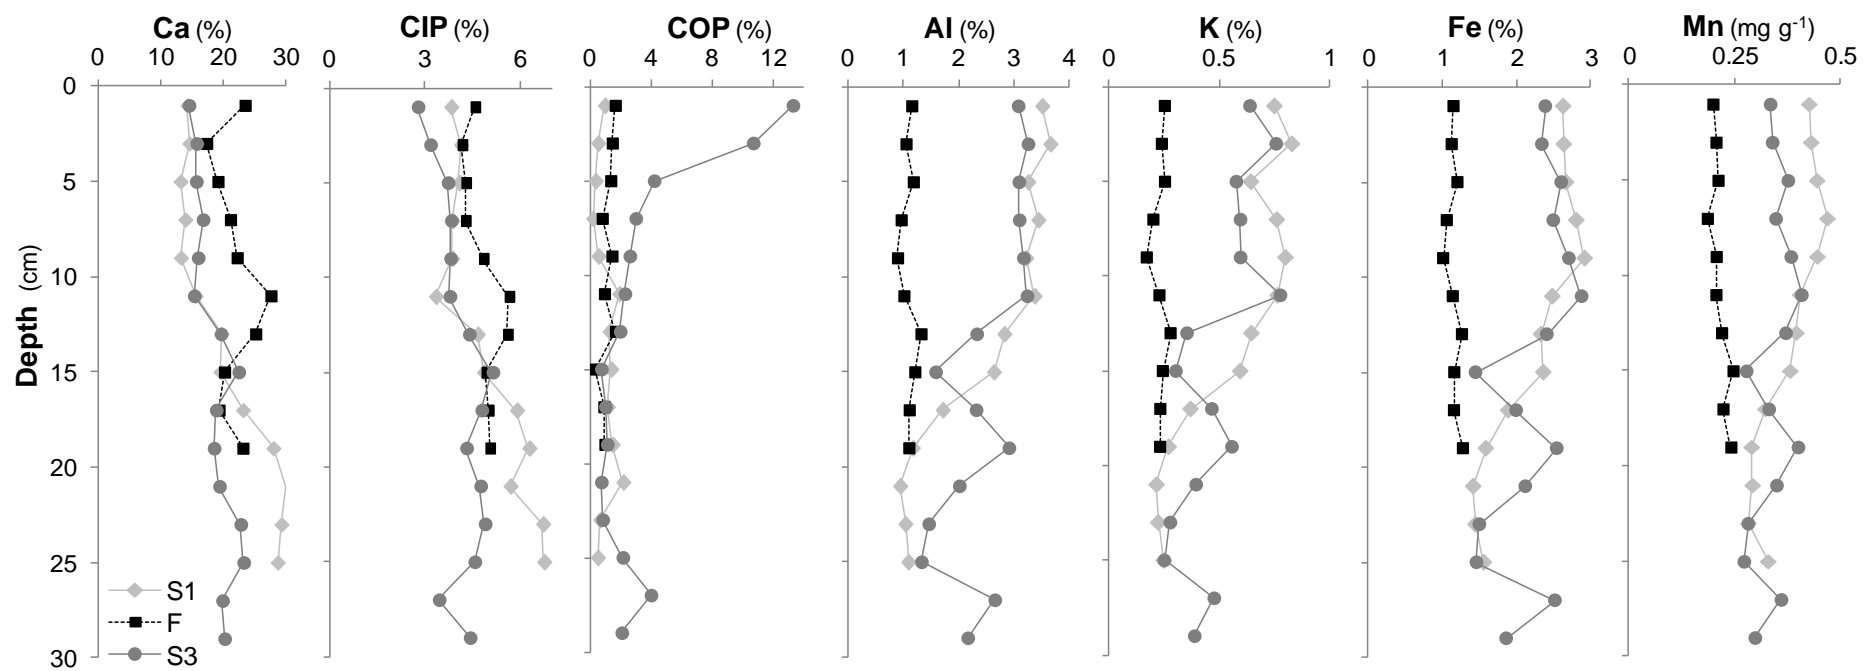 Ca (%) CIP (%) COP (%) Al (%) K (%) Fe (%) Mn (mg g-1)
0 10 20 30 3 6 0 4 8 12 0 1 2 3 4 0 0.5 1 0 1 2 3 0 0.25 0.5
0
5
10
15
20
25
30
Depth (cm)
S1
F
S3